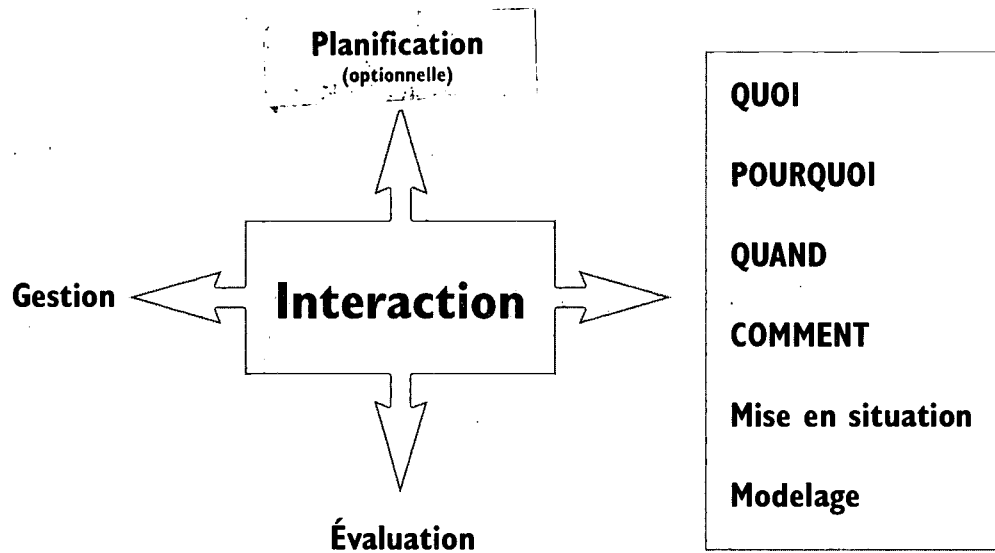 Planification
(optionnelle)
QUOI
POURQUOI
QUAND
Gestion
Interaction
COMMENT
Mise en situation
Modelage
Évaluation